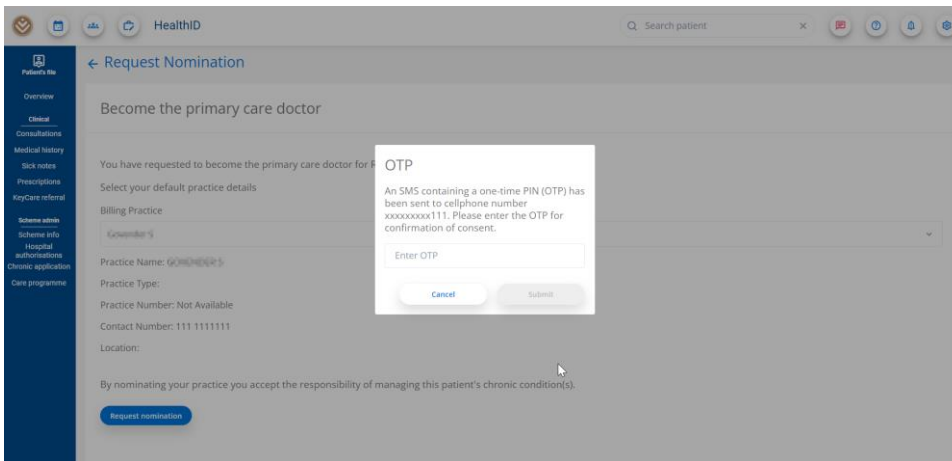 HealthID
Search patient
Patient's file
Overview
Clinical
Consultations
Medical history
Sick notes
Prescriptions
KeyCare referral
Scheme admin
Scheme info
Hospital
authorisations
Chronic application
Care programme
Request Nomination
Become the primary care doctor
You have requested to become the primary care doctor for
Select your default practice details
Billing Practice
Practice Name:
Practice Type:
Practice Number: Not Available
Contact Number: 111 1111111
Location:
By nominating your practice you accept the responsibility of managing this patient's chronic condition(s).
Request nomination
OTP
An SMS containing a one-time PIN (OTP) has
been sent to cellphone number
xxxxxxxxx111. Please enter the OTP for
confirmation of consent.
Enter OTP
Cancel
Submit